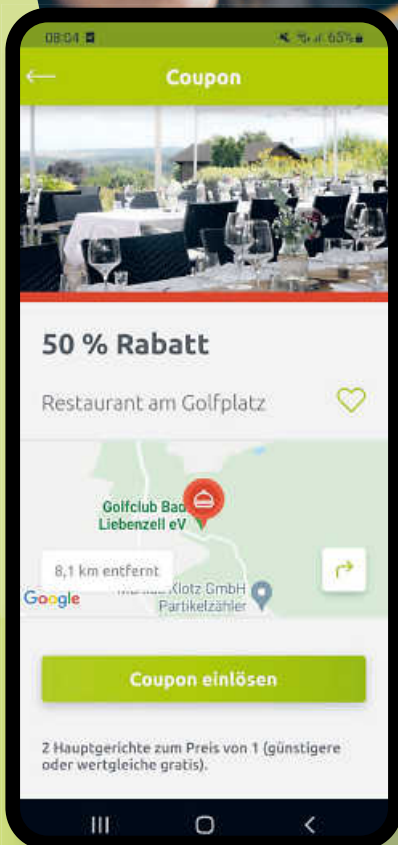 08:04
65%
Coupon
50 % Rabatt
Restaurant am Golfplatz
Golfclub Bad
Liebenzell eV
8,1 km entfernt
Klotz GmbH
Google
Partikelzähler
Coupon einlösen
2 Hauptgerichte zum Preis von 1 (günstigere
oder wertgleiche gratis).